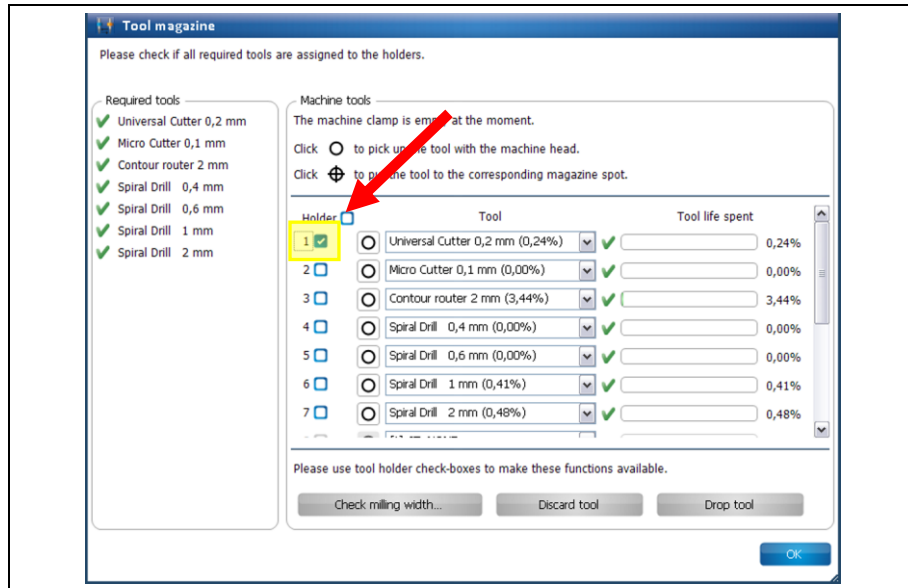 Tool magazine
Please check if all required tools are assigned to the holders.
Required tools
Universal Cutter 0,2 mm
Micro Cutter 0,1 mm
Contour router 2 mm
Spiral Drill 0,4 mm
Spiral Drill 0,6 mm
Spiral Drill 1 mm
Spiral Drill 2 mm
Machine tools
The machine clamp is at the moment.
Click to pick the tool with the machine head.
Click to the tool to the corresponding magazine spot.
Holder Tool Tool life spent
1 Universal Cutter 0,2 mm (0,24%) 0,24%
2 Micro Cutter 0,1 mm (0,00%) 0,00%
3 Contour router 2 mm (3,44%) 3,44%
4 Spiral Drill 0,4 mm (0,00%) 0,00%
5 Spiral Drill 0,6 mm (0,00%) 0,00%
6 Spiral Drill 1 mm (0,41%) 0,41%
7 Spiral Drill 2 mm (0,48%) 0,48%
Please use tool holder check-boxes to make these functions available.
Check milling width... Discard tool Drop tool
OK